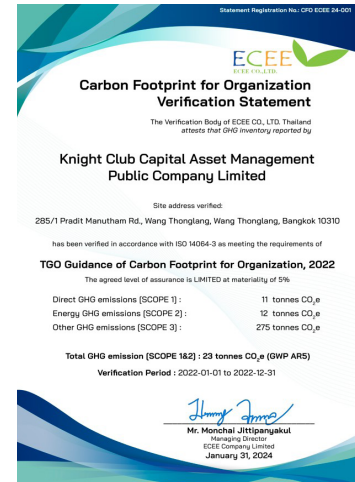 Statement Registration No.: CFO ECEE 24-001
ECEE
ECEE CO.,LTD.
Carbon Footprint for Organization
Verification Statement
The Verification Body of ECEE CO., LTD. Thailand
attests that GHG inventory reported by
Knight Club Capital Asset Management
Public Company Limited
Site address verified:
285/1 Pradit Manutham Rd., Wang Thonglang, Wang Thonglang, Bangkok 10310
has been verified in accordance with ISO 14064-3 as meeting the requirements of
TGO Guidance of Carbon Footprint for Organization, 2022
The agreed level of assurance is LIMITED at materiality of 5%
Direct GHG emissions (SCOPE 1) : 11 tonnes CO₂e
Energy GHG emissions (SCOPE 2) : 12 tonnes CO₂e
Other GHG emissions (SCOPE 3) : 275 tonnes CO₂e
Total GHG emission (SCOPE 1&2) : 23 tonnes CO₂e (GWP AR5)
Verification Period : 2022-01-01 to 2022-12-31
Mr. Monchai Jittipanyakul
Managing Director
ECEE Company Limited
January 31, 2024